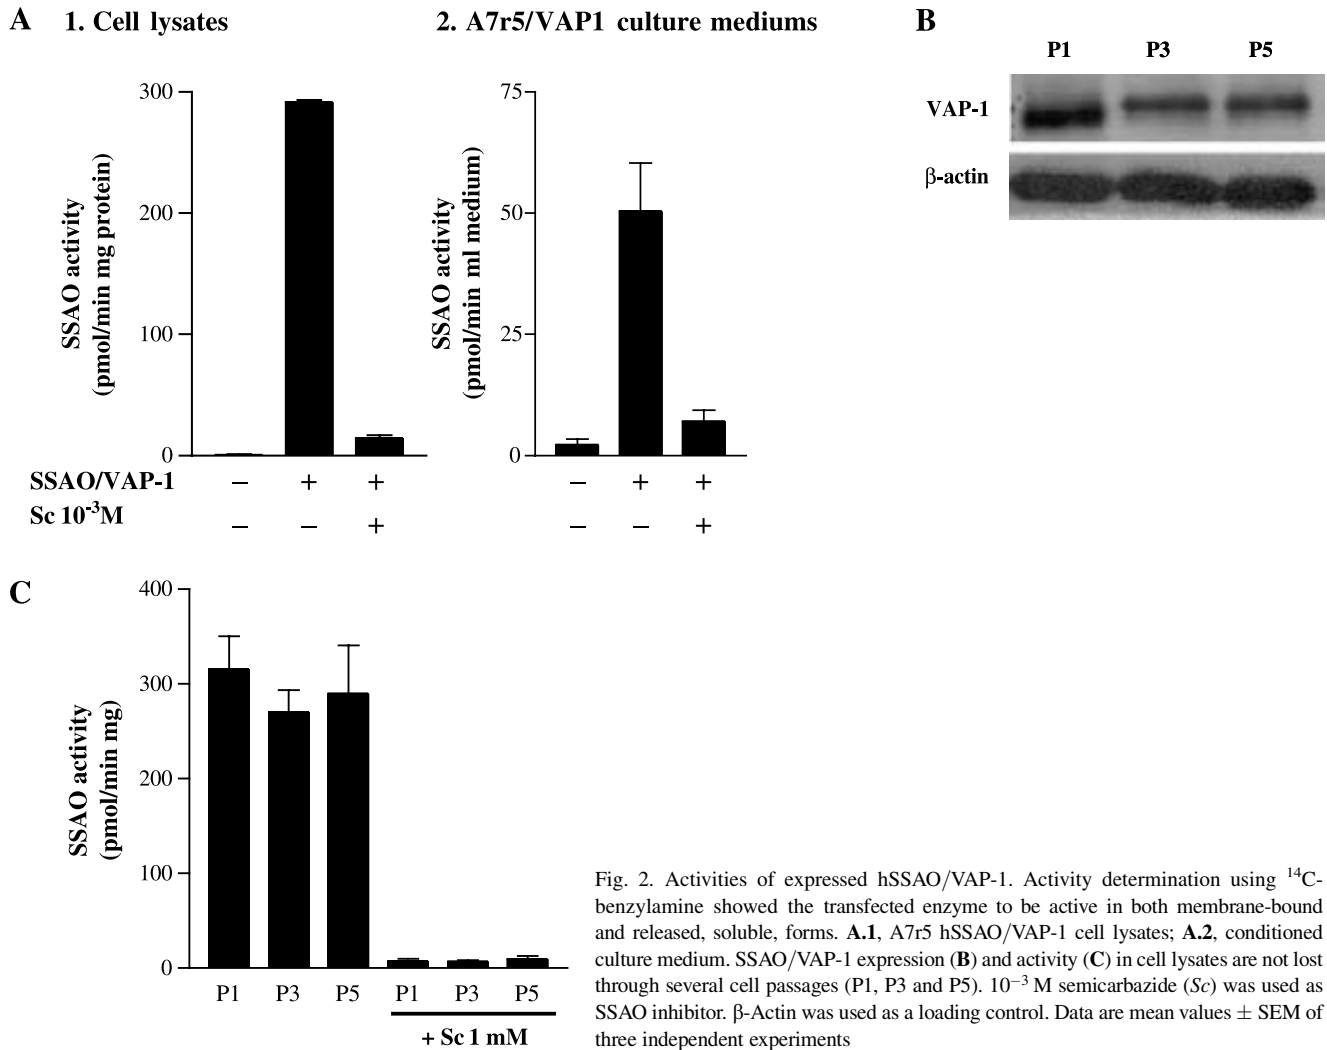 A 1. Cell lysates 2. A7r5/VAP1 culture mediums B
P1 P3 P5
VAP-1
β-actin
SSAO activity
(pmol/min mg protein)
300
200
100
0
SSAO activity
(pmol/min ml medium)
75
50
25
0
SSAO/VAP-1 – + + – + +
Sc 10⁻³M – – + – – +
C
SSAO activity
(pmol/min mg)
400
300
200
100
0
P1 P3 P5 P1 P3 P5
+ Sc 1 mM
Fig. 2. Activities of expressed hSSAO/VAP-1. Activity determination using ¹⁴C-
benzylamine showed the transfected enzyme to be active in both membrane-bound
and released, soluble, forms. A.1, A7r5 hSSAO/VAP-1 cell lysates; A.2, conditioned
culture medium. SSAO/VAP-1 expression (B) and activity (C) in cell lysates are not lost
through several cell passages (P1, P3 and P5). 10⁻³ M semicarbazide (Sc) was used as
SSAO inhibitor. β-Actin was used as a loading control. Data are mean values ± SEM of
three independent experiments